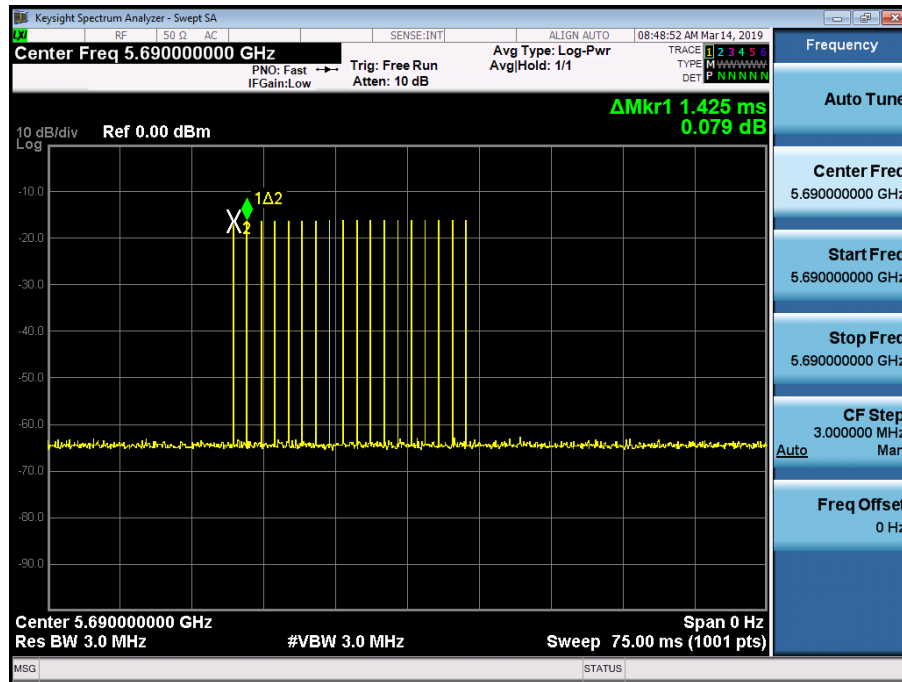 Keysight Spectrum Analyzer - Swept SA
LXI RF 50 Ω AC SENSE:INT ALIGN AUTO 08:48:52 AM Mar 14, 2019
Center Freq 5.690000000 GHz
PNO: Fast
IFGain:Low
Trig: Free Run
Atten: 10 dB
Avg Type: Log-Pwr
Avg|Hold: 1/1
TRACE 1 2 3 4 5 6
TYPE M WWWWW
DET P N N N N N
ΔMkr1 1.425 ms
0.079 dB
10 dB/div Ref 0.00 dBm
Log
-10.0
-20.0
-30.0
-40.0
-50.0
-60.0
-70.0
-80.0
-90.0
1Δ2
X2
Center 5.690000000 GHz Span 0 Hz
Res BW 3.0 MHz #VBW 3.0 MHz Sweep 75.00 ms (1001 pts)
MSG STATUS
Frequency
Auto Tune
Center Freq
5.690000000 GHz
Start Freq
5.690000000 GHz
Stop Freq
5.690000000 GHz
CF Step
3.000000 MHz
Auto Man
Freq Offset
0 Hz